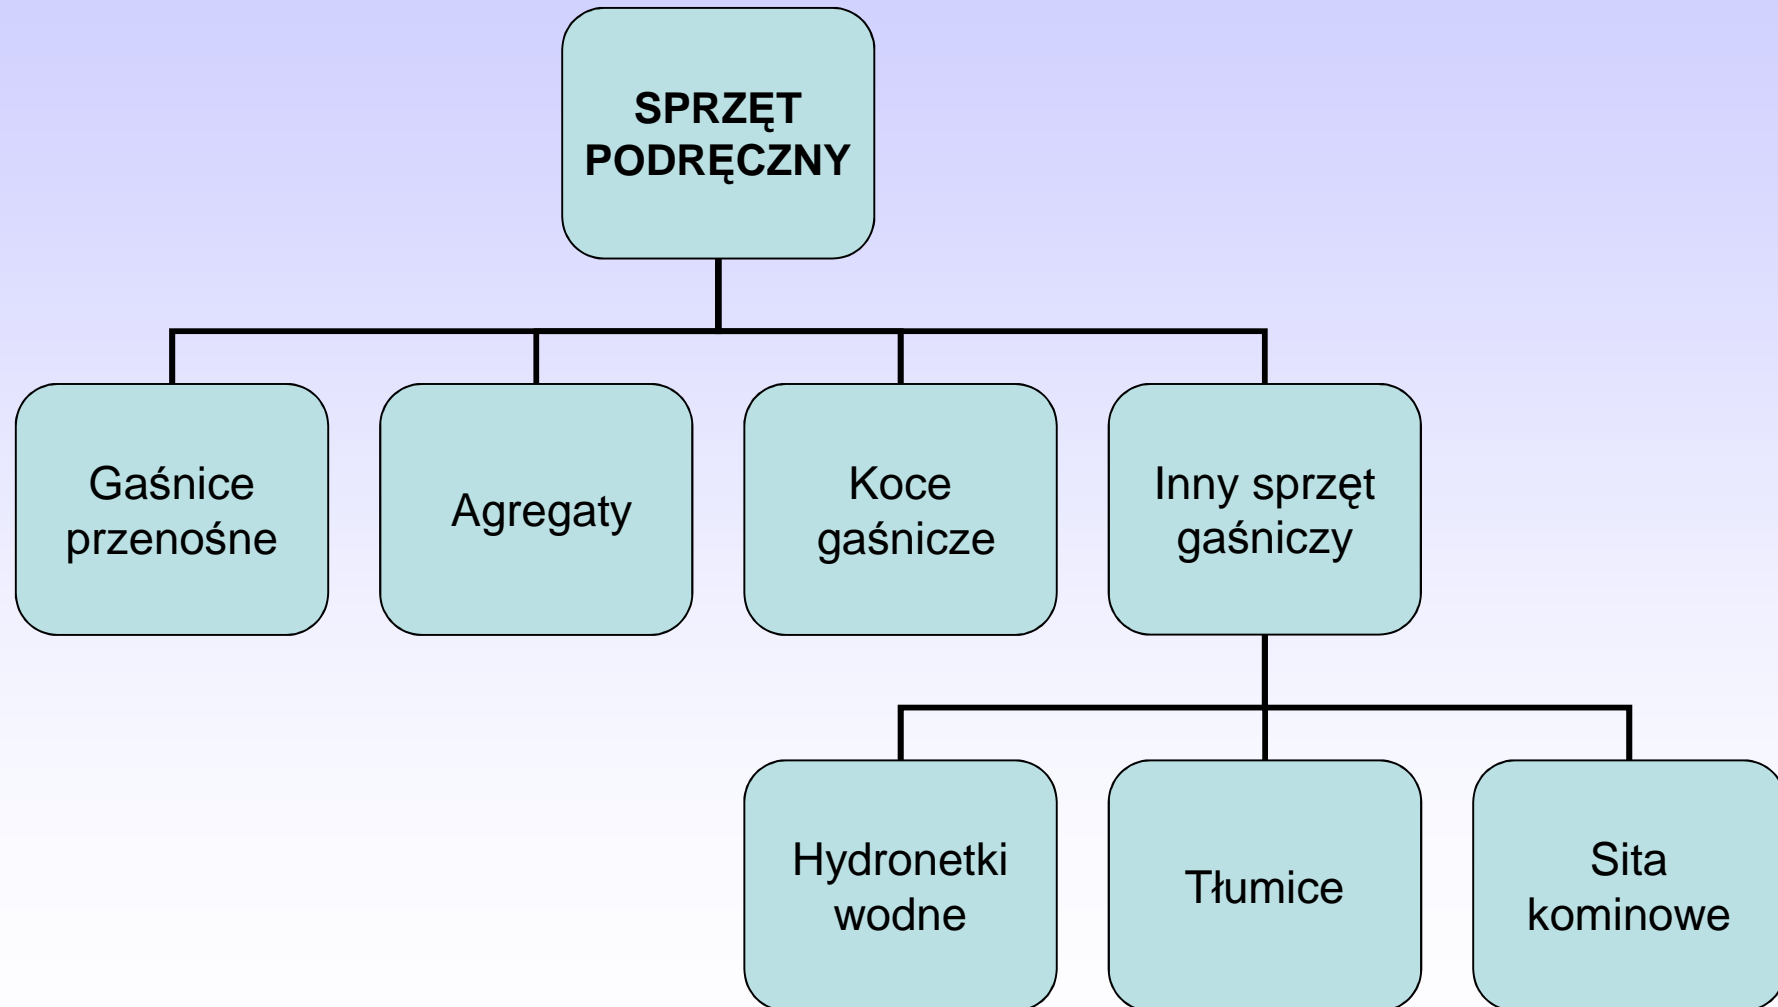 SPRZĘT
PODRĘCZNY
Gaśnice
przenośne
Agregaty
Koce
gaśnicze
Inny sprzęt
gaśniczy
Hydronetki
wodne
Tłumice
Sita
kominowe